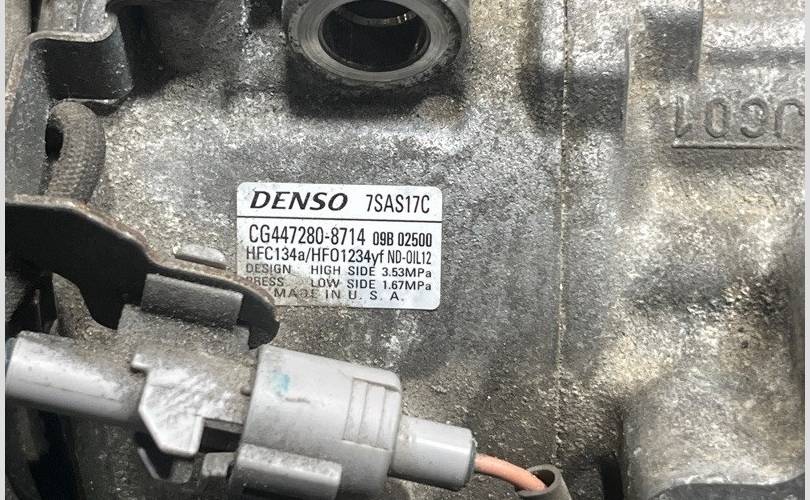 DENSO 7SAS17C
CG447280-8714 09B 02500
HFC134a/HFO1234yf ND-OIL12
DESIGN HIGH SIDE 3.53MPa
PRESS LOW SIDE 1.67MPa
MADE IN U. S. A.